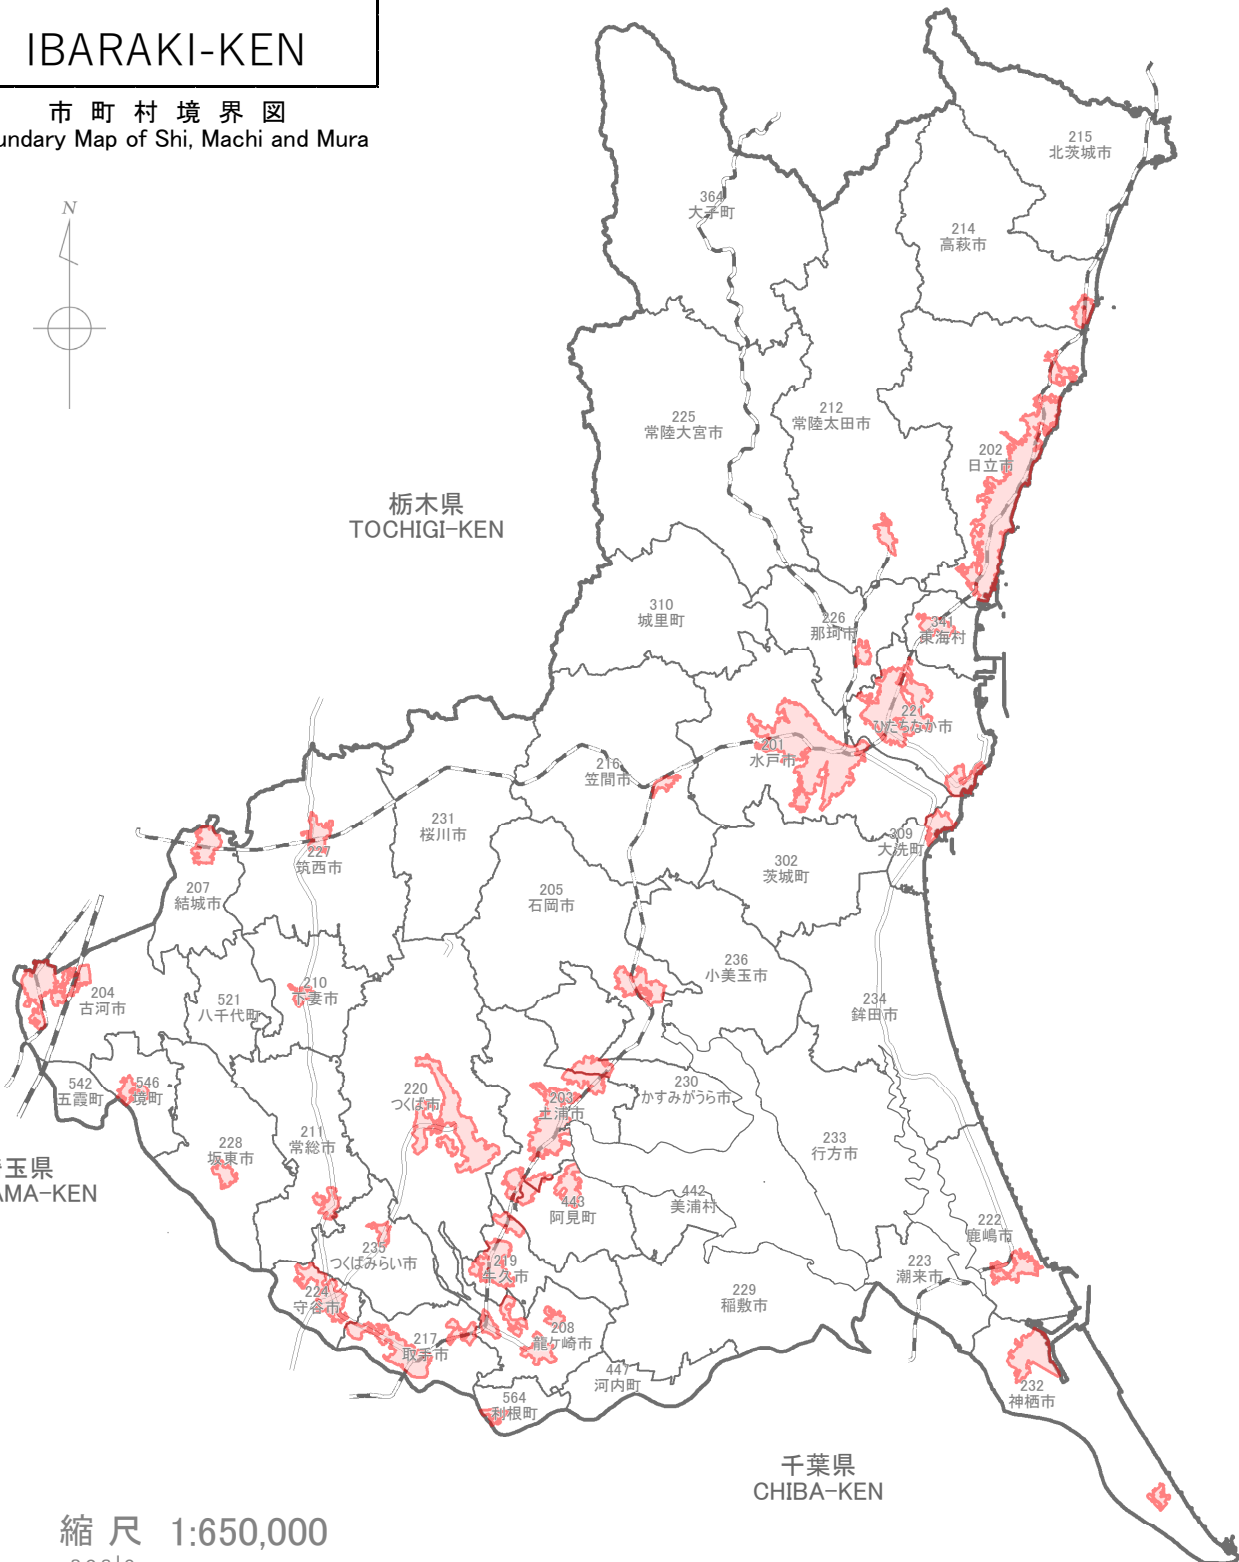 IBARAKI-KEN
市町村境界図
undary Map of Shi, Machi and Mura
N
215
北茨城市
364
大子町
214
高萩市
225
常陸大宮市
212
常陸太田市
202
日立市
栃木県
TOCHIGI-KEN
310
城里町
226
那珂市
341
東海村
221
ひたちなか市
201
水戸市
216
笠間市
231
桜川市
309
大洗町
227
筑西市
302
茨城町
207
結城市
205
石岡市
236
小美玉市
204
古河市
521
八千代町
210
下妻市
234
鉾田市
542
五霞町
546
境町
220
つくば市
203
土浦市
230
かすみがうら市
228
坂東市
211
常総市
233
行方市
玉県
AMA-KEN
443
阿見町
442
美浦村
222
鹿嶋市
235
つくばみらい市
219
牛久市
223
潮来市
224
守谷市
229
稲敷市
217
取手市
208
龍ケ崎市
447
河内町
232
神栖市
564
利根町
千葉県
CHIBA-KEN
縮尺 1:650,000